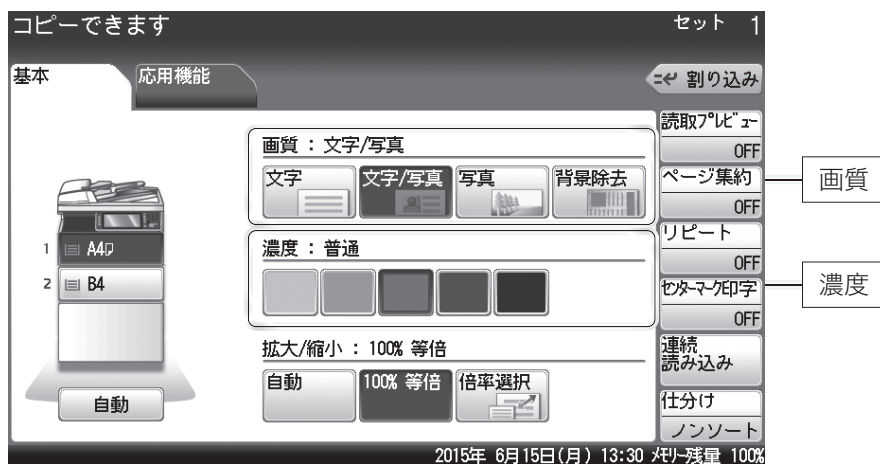 コピーできます
セット 1
基本
応用機能
割り込み
画質 : 文字/写真
文字
文字/写真
写真
背景除去
濃度 : 普通
拡大/縮小 : 100% 等倍
自動
100% 等倍
倍率選択
1 A4
2 B4
自動
読取プレビュー
OFF
ページ集約
OFF
リピート
OFF
センターマーク印字
OFF
連続
読み込み
仕分け
ノンソート
2015年 6月15日(月) 13:30 メモリー残量 100%
画質
濃度